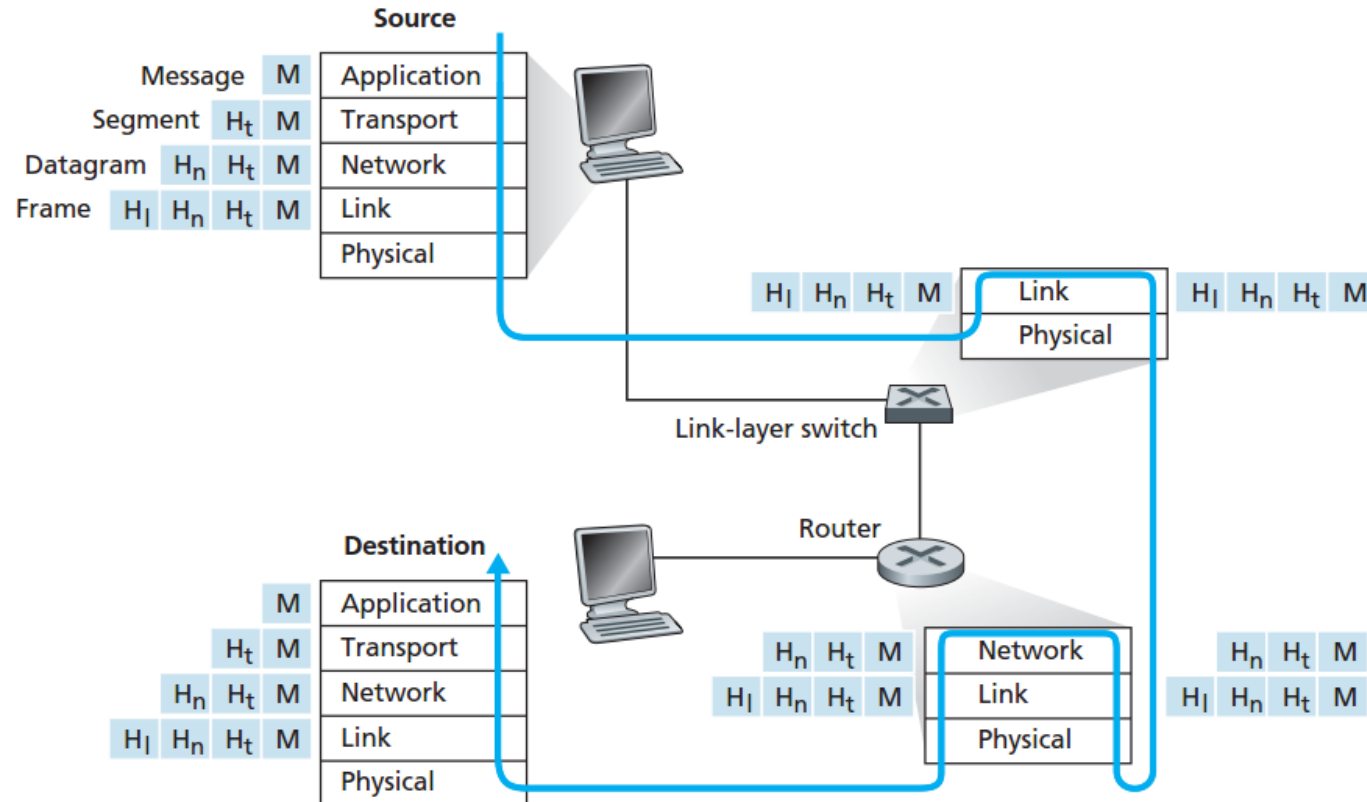 Source
Message M Application
Segment Ht M Transport
Datagram Hn Ht M Network
Frame Hl Hn Ht M Link
Physical
Hl Hn Ht M Link Hl Hn Ht M
Physical
Link-layer switch
Router
Destination
M Application
Ht M Transport
Hn Ht M Network
Hl Hn Ht M Link
Physical
Hn Ht M Network Hn Ht M
Hl Hn Ht M Link Hl Hn Ht M
Physical